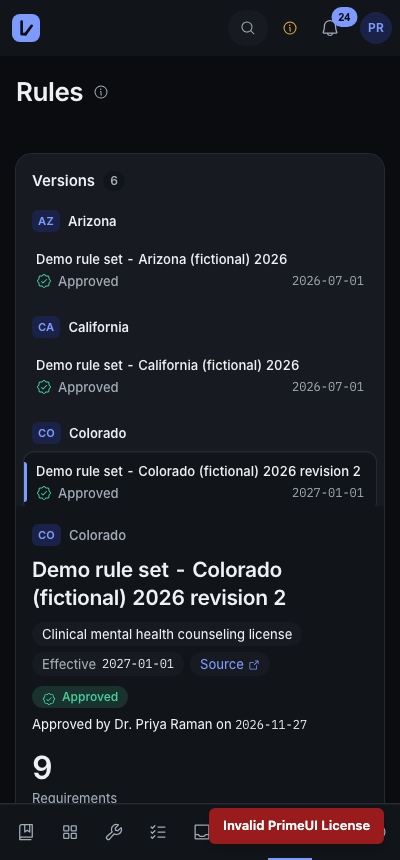 24
PR
Rules
Versions 6
AZ Arizona
Demo rule set - Arizona (fictional) 2026
Approved 2026-07-01
CA California
Demo rule set - California (fictional) 2026
Approved 2026-07-01
CO Colorado
Demo rule set - Colorado (fictional) 2026 revision 2
Approved 2027-01-01
CO Colorado
Demo rule set - Colorado
(fictional) 2026 revision 2
Clinical mental health counseling license
Effective 2027-01-01 Source
Approved
Approved by Dr. Priya Raman on 2026-11-27
9
Requirements
Invalid PrimeUI License